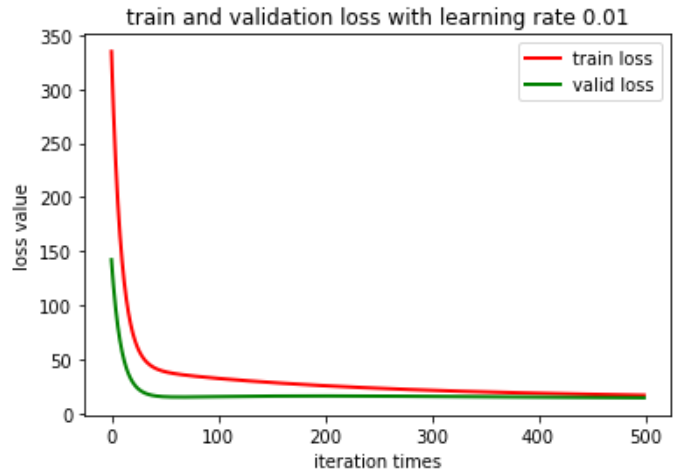 train and validation loss with learning rate 0.01
350
300
250
200
150
100
50
0
loss value
train loss
valid loss
0 100 200 300 400 500
iteration times